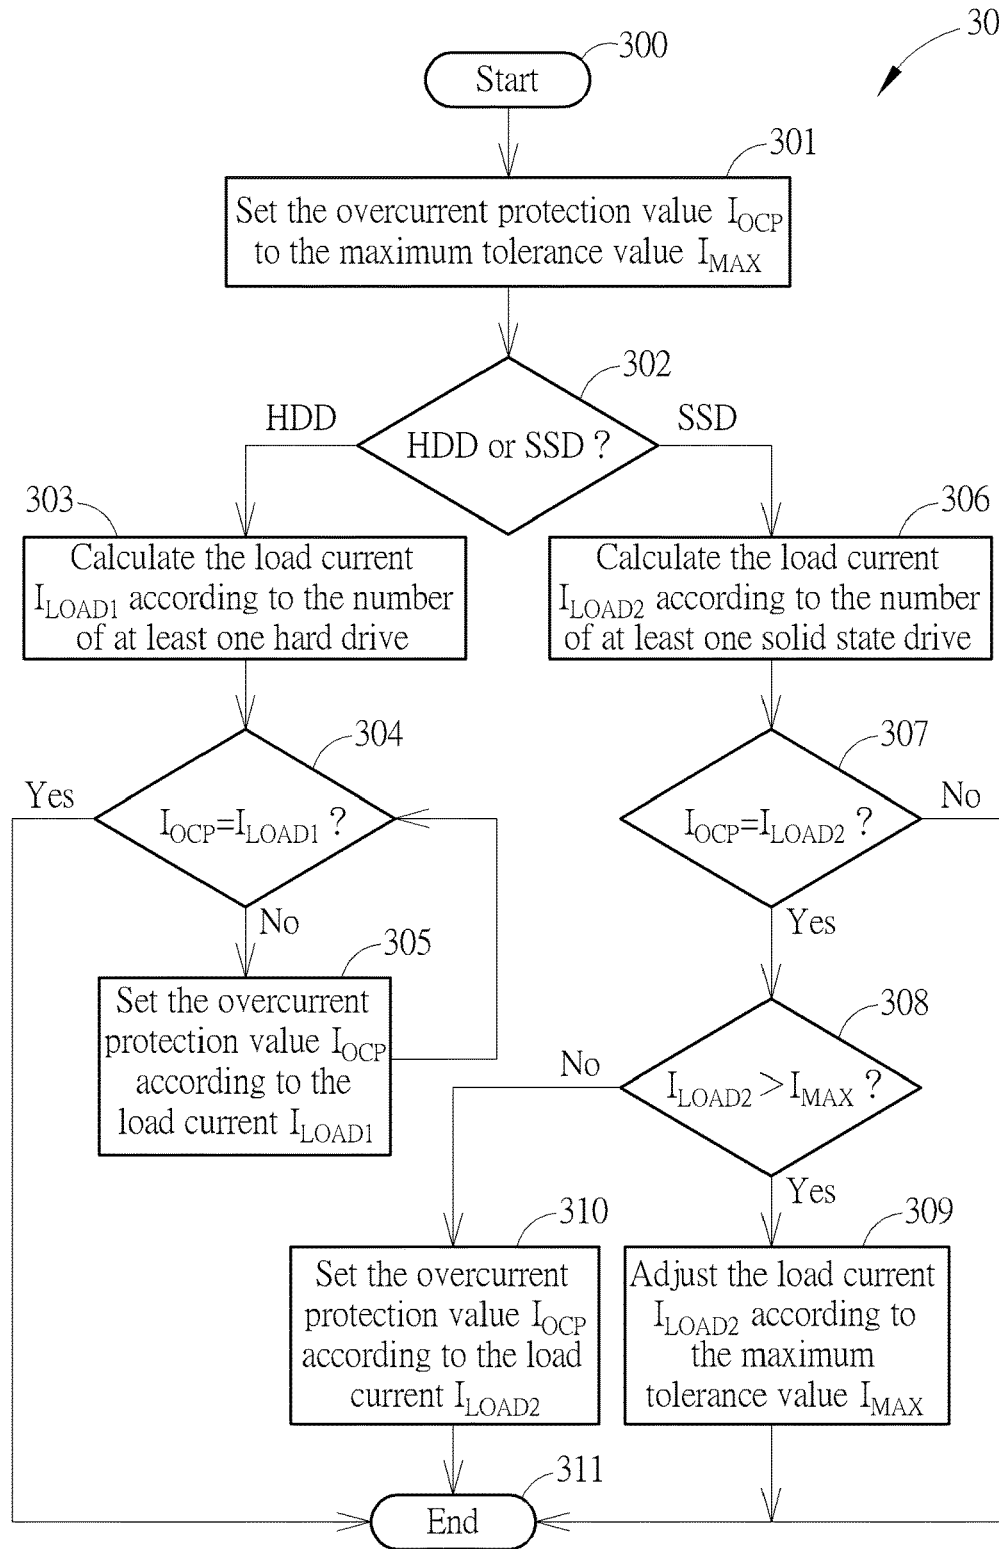 30
300
Start
301
Set the overcurrent protection value I_OCP
to the maximum tolerance value I_MAX
302
HDD
SSD
HDD or SSD ?
303
306
Calculate the load current
I_LOAD1 according to the number
of at least one hard drive
Calculate the load current
I_LOAD2 according to the number
of at least one solid state drive
304
307
Yes
No
I_OCP=I_LOAD1 ?
I_OCP=I_LOAD2 ?
No
Yes
305
Set the overcurrent
protection value I_OCP
according to the
load current I_LOAD1
308
No
I_LOAD2 > I_MAX ?
Yes
310
309
Set the overcurrent
protection value I_OCP
according to the load
current I_LOAD2
Adjust the load current
I_LOAD2 according to
the maximum
tolerance value I_MAX
311
End